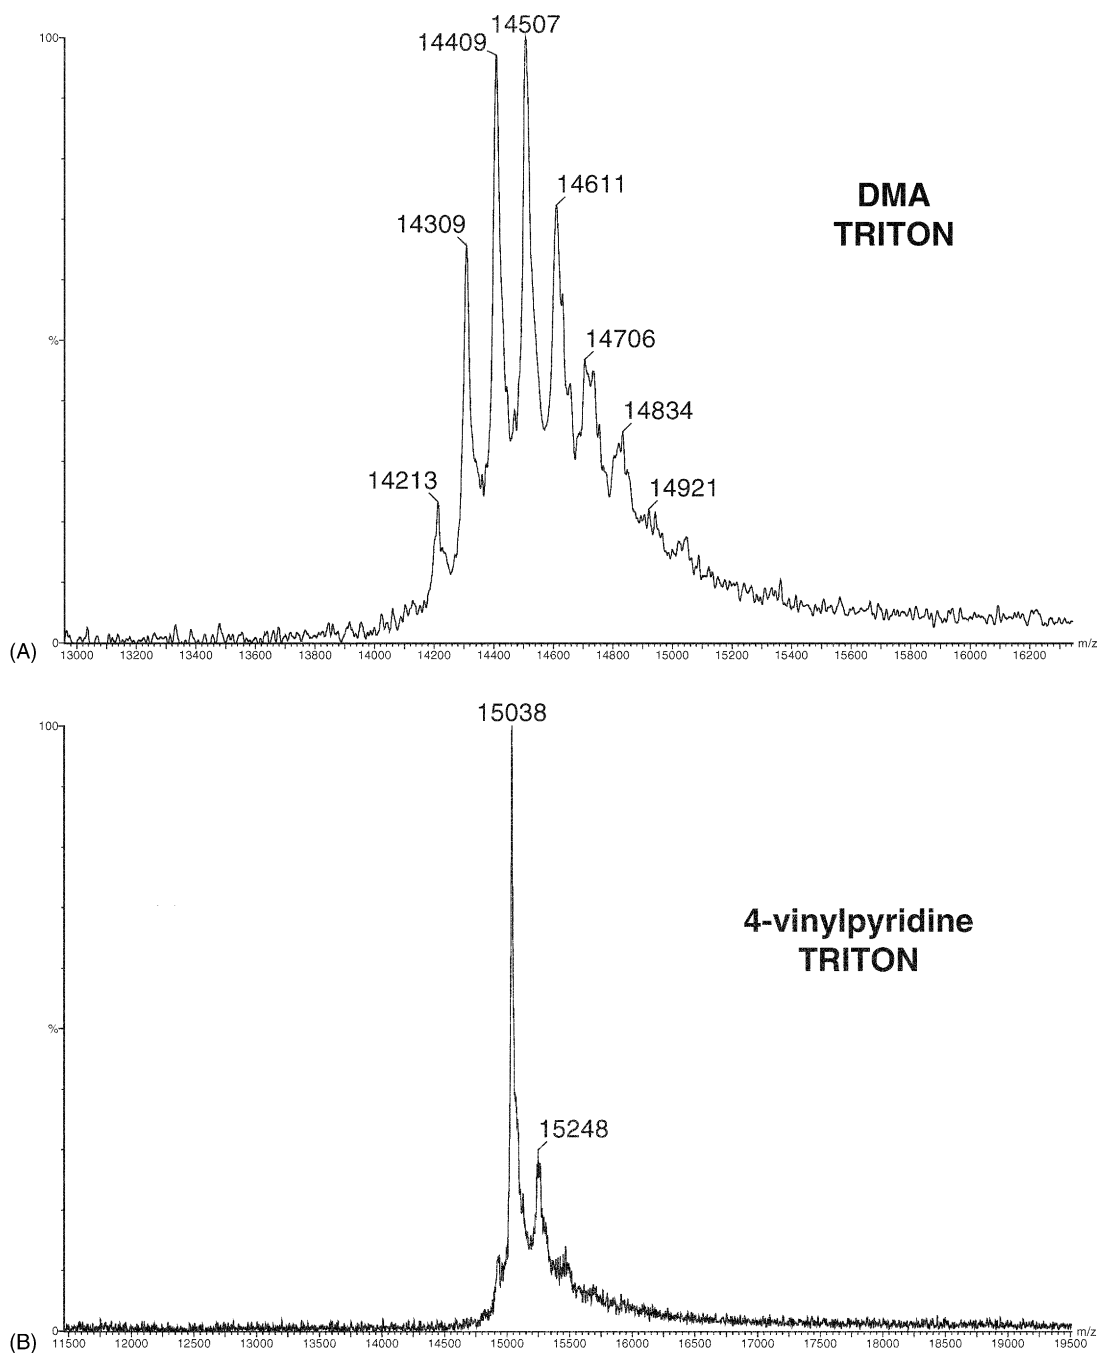 14507
100
14409
14611
DMA
TRITON
14309
%
14706
14834
14213
14921
0
13000 13200 13400 13600 13800 14000 14200 14400 14600 14800 15000 15200 15400 15600 15800 16000 16200 m/z
(A)
15038
100
4-vinylpyridine
TRITON
%
15248
0
11500 12000 12500 13000 13500 14000 14500 15000 15500 16000 16500 17000 17500 18000 18500 19000 19500 m/z
(B)